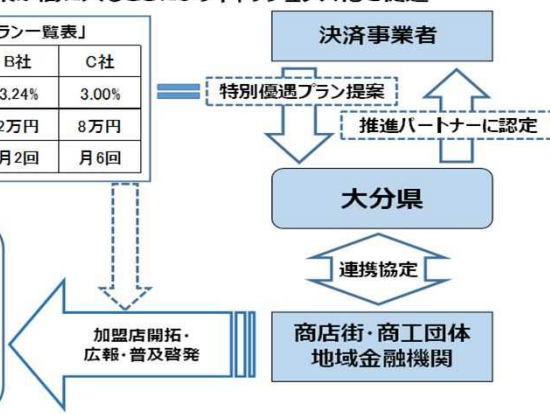 ラン一覧表」
B社 C社
3.24% 3.00%
2万円 8万円
月2回 月6回
決済事業者
特別優遇プラン提案
推進パートナーに認定
大分県
連携協定
加盟店開拓・
広報・普及啓発
商店街・商工団体
地域金融機関